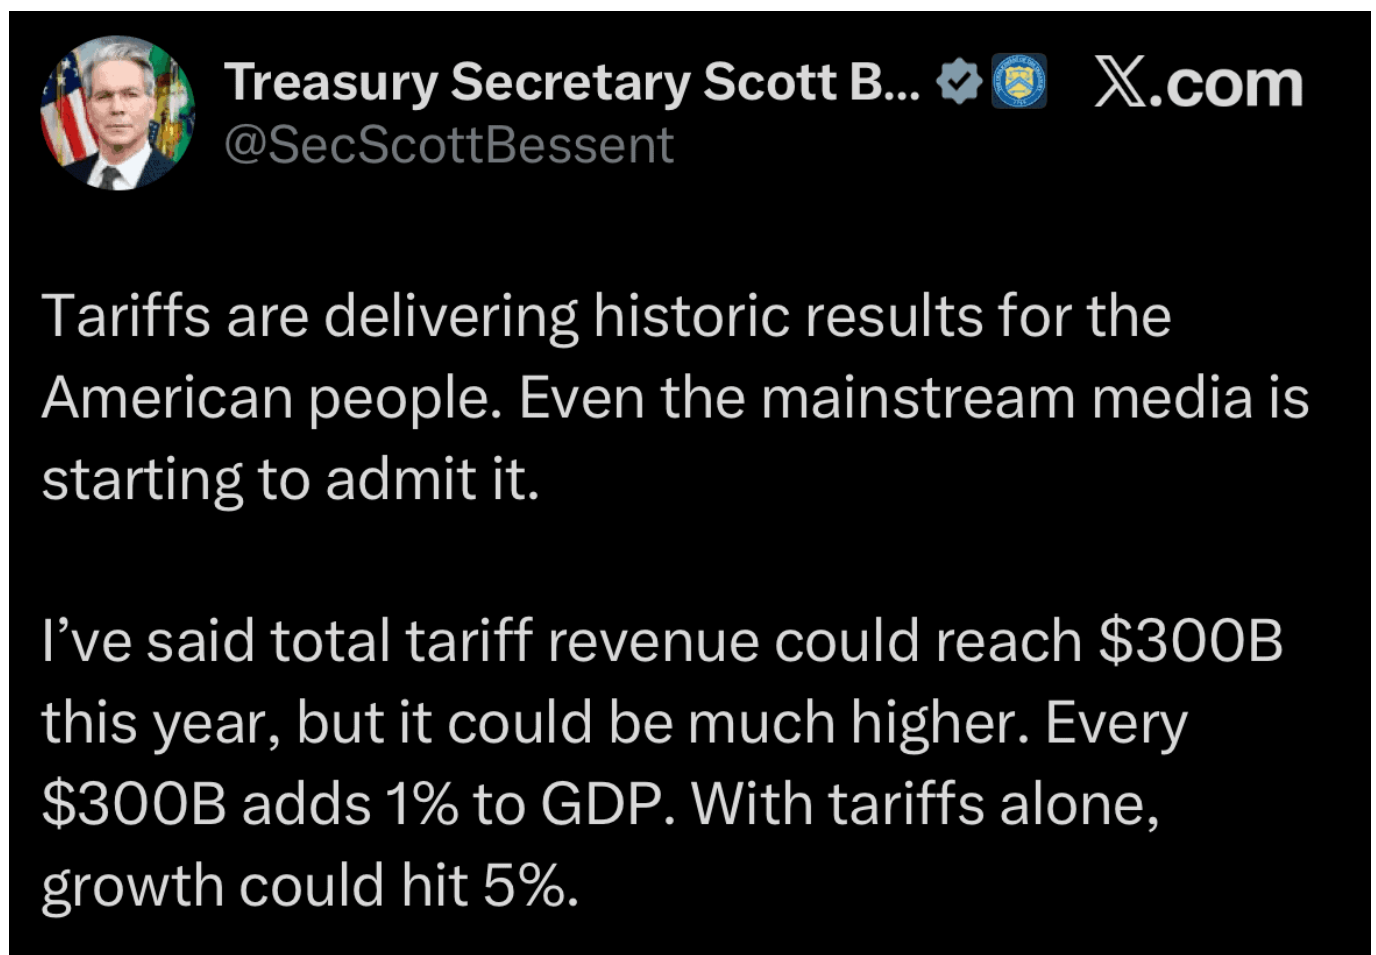 Treasury Secretary Scott B... X.com
@SecScottBessent
Tariffs are delivering historic results for the
American people. Even the mainstream media is
starting to admit it.
I’ve said total tariff revenue could reach $300B
this year, but it could be much higher. Every
$300B adds 1% to GDP. With tariffs alone,
growth could hit 5%.